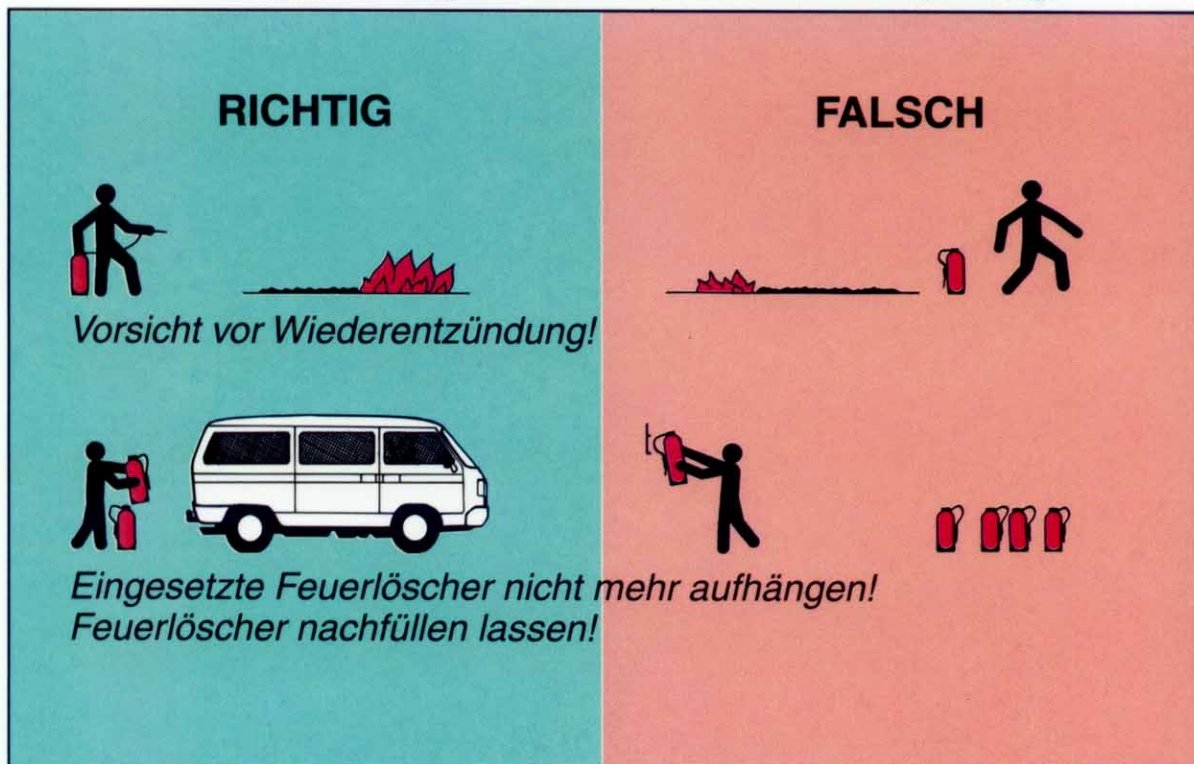 RICHTIG
FALSCH
Vorsicht vor Wiederentzündung!
Eingesetzte Feuerlöscher nicht mehr aufhängen!
Feuerlöscher nachfüllen lassen!